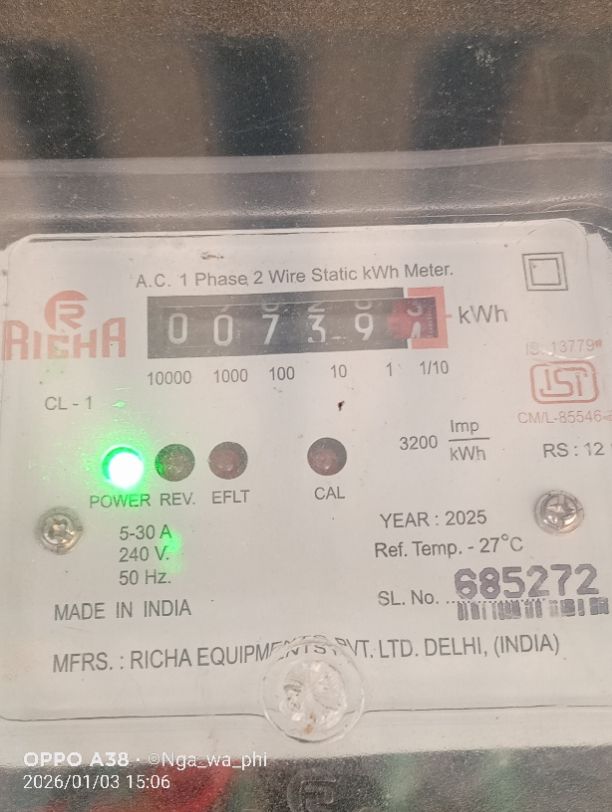 A.C. 1 Phase 2 Wire Static kWh Meter.
RICHA
0 0 7 3 9
kWh
10000 1000 100 10 1 1/10
IS 13779
CL - 1
ISI
CM/L-85546
3200 Imp/kWh
RS : 12
POWER REV. EFLT CAL
5-30 A
240 V.
50 Hz.
YEAR : 2025
Ref. Temp. - 27°C
SL. No. 685272
MADE IN INDIA
MFRS. : RICHA EQUIPMENTS PVT. LTD. DELHI, (INDIA)
OPPO A38 · ©Nga_wa_phi
2026/01/03 15:06